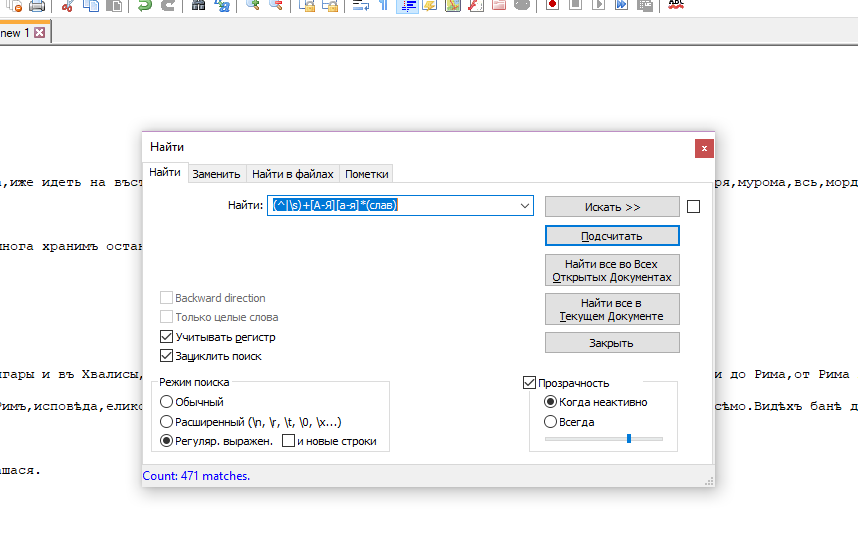 ABC
new 1
Найти
,иже идеть на въст
ря,мурома,всь,морд
Найти
Заменить
Найти в файлах
Пометки
Найти:
(^|\s)+[А-Я][а-я]*(слав)
Искать >>
Подсчитать
нога хранимъ остан
Найти все во Всех
Открытых Документах
Backward direction
Найти все в
Текущем Документе
Только целые слова
Учитывать регистр
Закрыть
Зациклить поиск
гары и въ Хвалисы,
и до Рима,от Рима
Режим поиска
Прозрачность
Обычный
Когда неактивно
имъ,исповѣда,елико
сѣмо.Видѣхъ банѣ д
Расширенный (\n, \r, \t, \0, \x...)
Всегда
Регуляр. выражен.
и новые строки
шася.
Count: 471 matches.